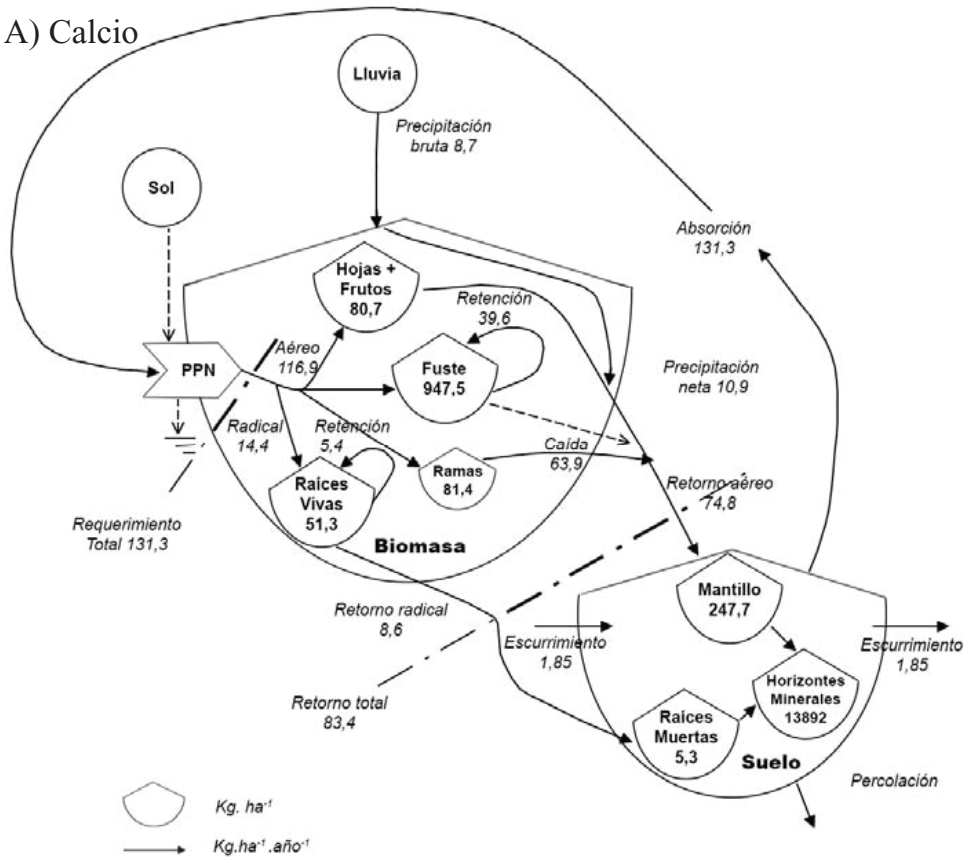 A) Calcio
Lluvia
Precipitación
bruta 8,7
Sol
Absorción
131,3
Hojas +
Frutos
80,7
Retención
39,6
Aéreo
116,9
PPN
Fuste
947,5
Precipitación
neta 10,9
Radical
14,4
Retención
5,4
Caída
63,9
Ramas
81,4
Raíces
Vivas
51,3
Retorno aéreo
74,8
Requerimiento
Total 131,3
Biomasa
Mantillo
247,7
Retorno radical
8,6
Escurrimiento
1,85
Escurrimiento
1,85
Horizontes
Minerales
13892
Retorno total
83,4
Raíces
Muertas
5,3
Suelo
Percolación
Kg. ha⁻¹
Kg.ha⁻¹.año⁻¹